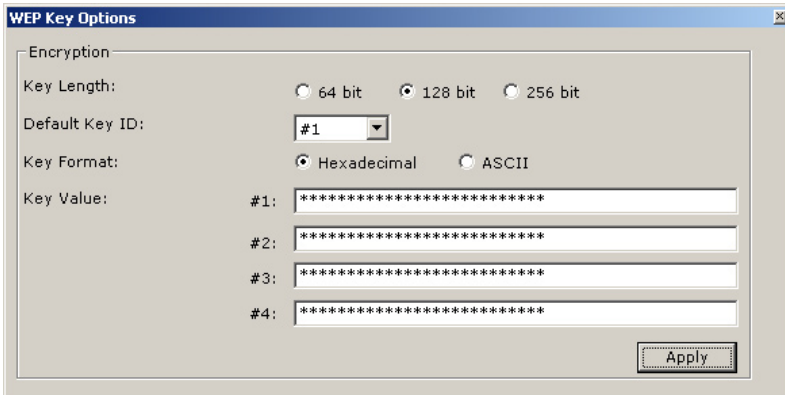 WEP Key Options
Encryption
Key Length: 64 bit 128 bit 256 bit
Default Key ID: #1
Key Format: Hexadecimal ASCII
Key Value: #1: **************************
#2: **************************
#3: **************************
#4: **************************
Apply